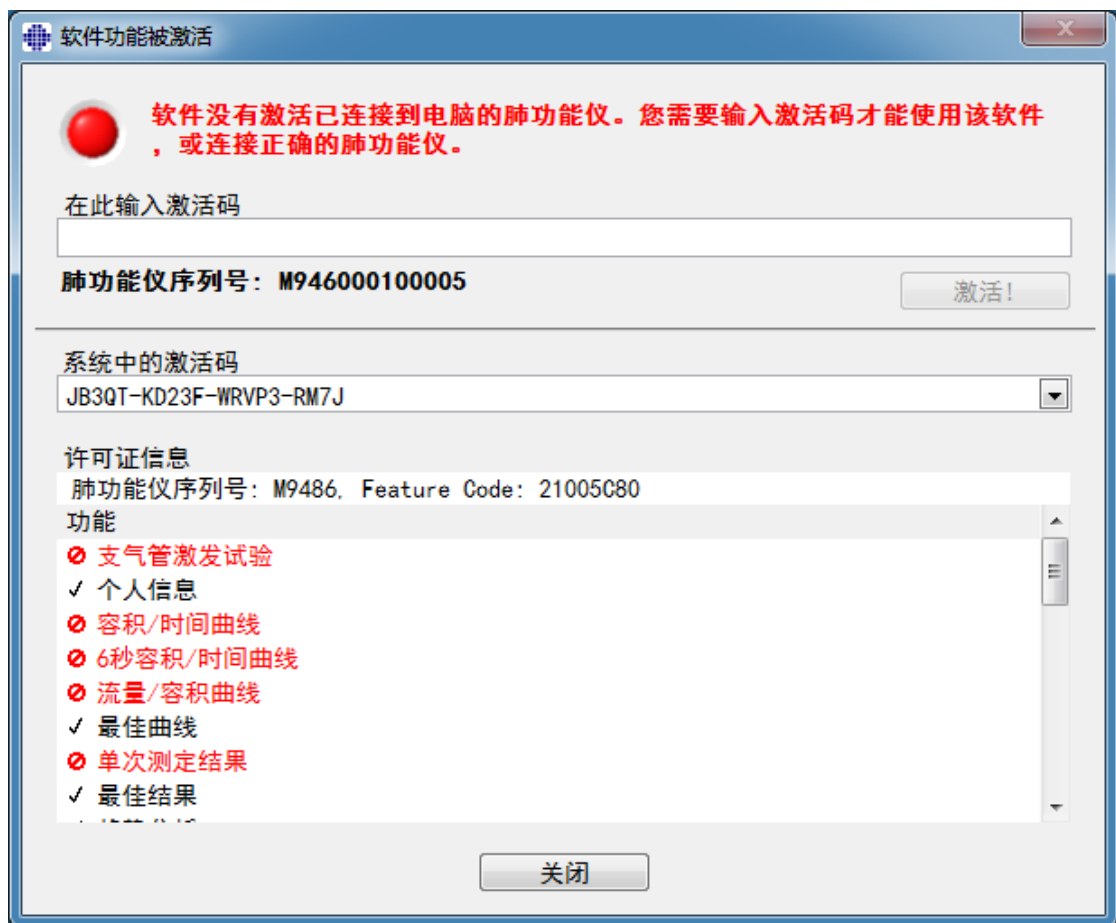 软件功能被激活
软件没有激活已连接到电脑的肺功能仪。您需要输入激活码才能使用该软件
，或连接正确的肺功能仪。
在此输入激活码
肺功能仪序列号: M946000100005
激活!
系统中的激活码
JB3QT-KD23F-WRVP3-RM7J
许可证信息
肺功能仪序列号: M9486, Feature Code: 21005C80
功能
支气管激发试验
✓ 个人信息
容积/时间曲线
6秒容积/时间曲线
流量/容积曲线
✓ 最佳曲线
单次测定结果
✓ 最佳结果
关闭